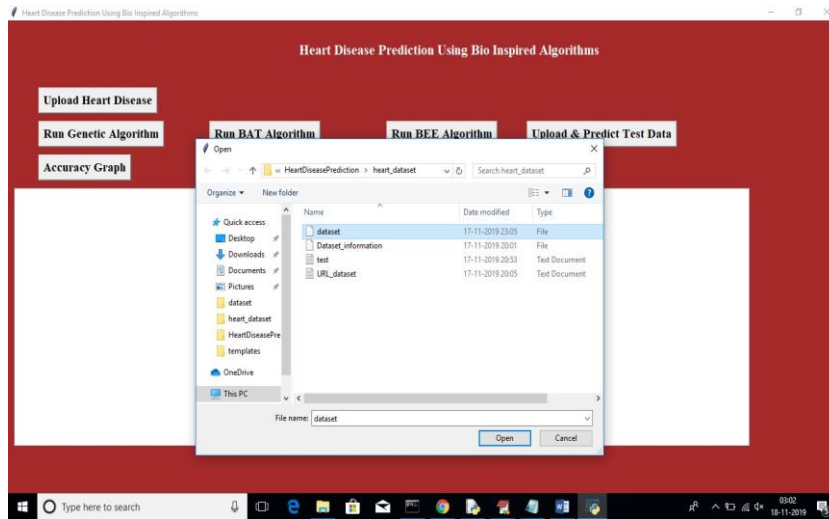 Heart Disease Prediction Using Bio Inspired Algorithms
Heart Disease Prediction Using Bio Inspired Algorithms
Upload Heart Disease
Run Genetic Algorithm
Run BAT Algorithm
Run BEE Algorithm
Upload & Predict Test Data
Accuracy Graph
Open
« HeartDiseasePrediction > heart_dataset
Search heart_dataset
Organize
New folder
Name
Date modified
Type
dataset
17-11-2019 23:05
File
Dataset_information
17-11-2019 20:01
File
test
17-11-2019 20:53
Text Document
URL_dataset
17-11-2019 20:05
Text Document
Quick access
Desktop
Downloads
Documents
Pictures
dataset
heart_dataset
HeartDiseasePre
templates
OneDrive
This PC
File name:
dataset
Open
Cancel
Type here to search
03:02
18-11-2019